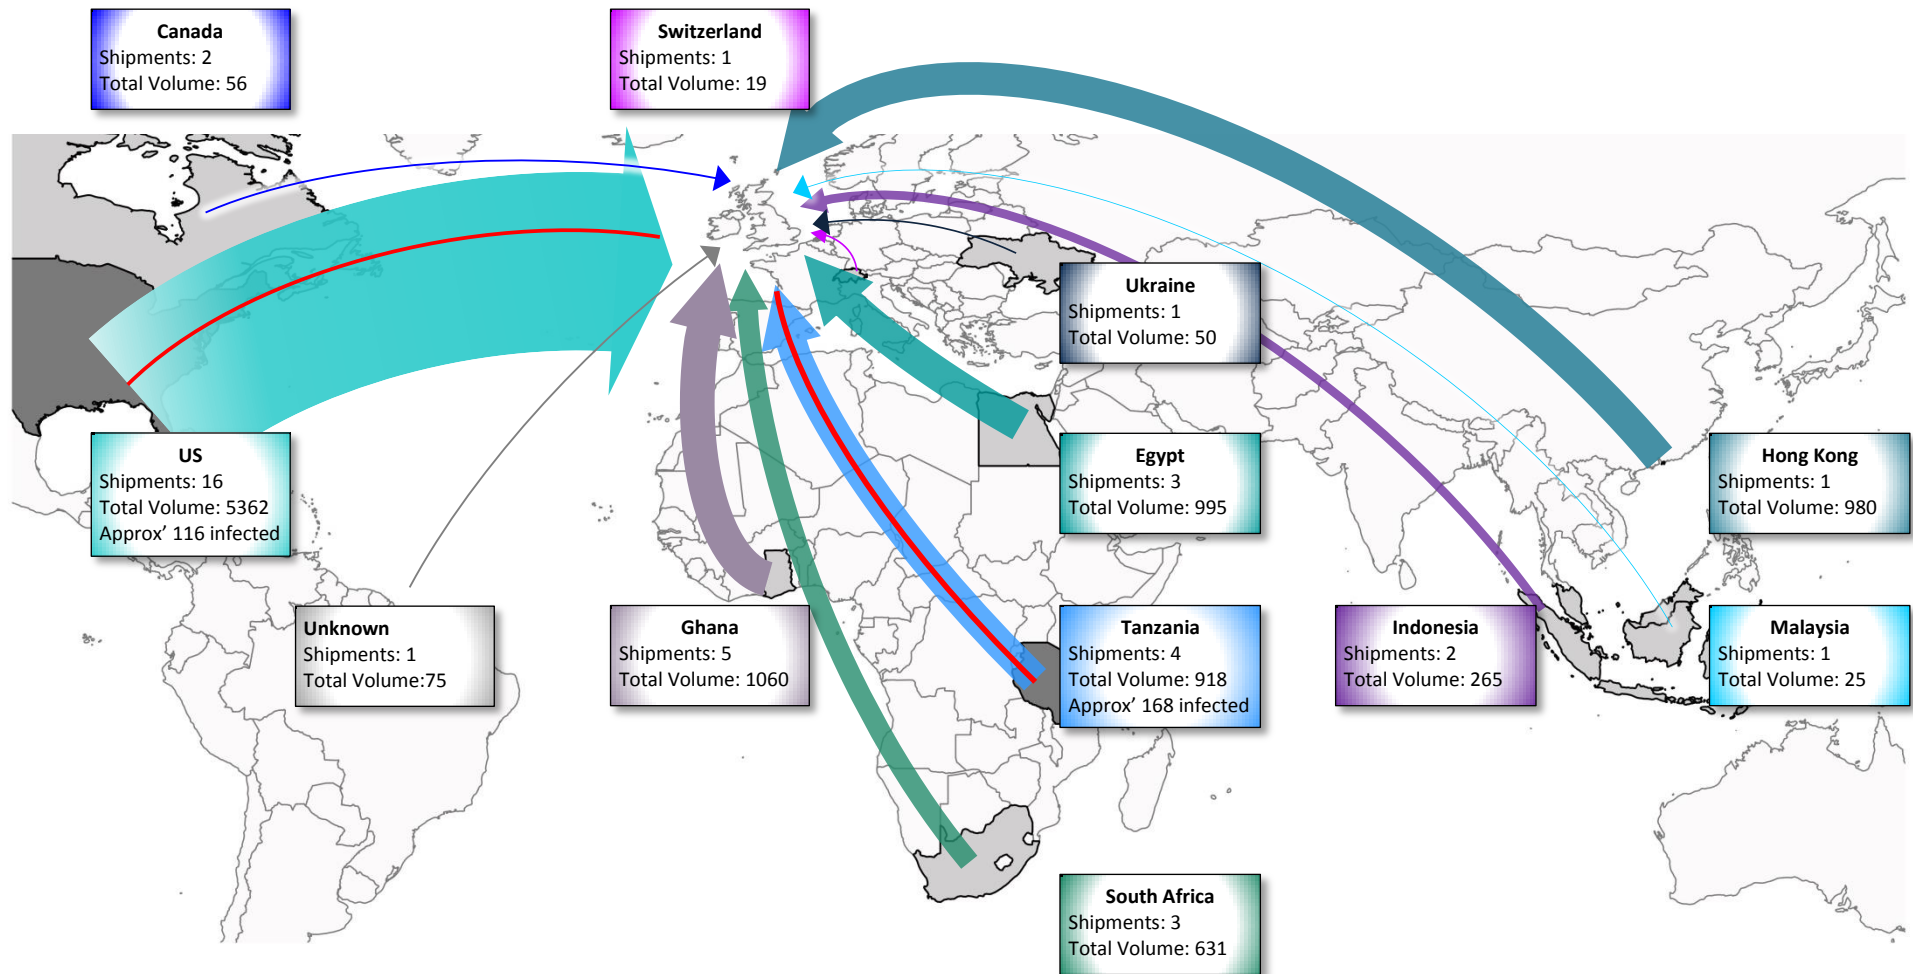 Canada
Shipments: 2
Total Volume: 56
Switzerland
Shipments: 1
Total Volume: 19
Ukraine
Shipments: 1
Total Volume: 50
US
Shipments: 16
Total Volume: 5362
Approx’ 116 infected
Egypt
Shipments: 3
Total Volume: 995
Hong Kong
Shipments: 1
Total Volume: 980
Unknown
Shipments: 1
Total Volume:75
Ghana
Shipments: 5
Total Volume: 1060
Tanzania
Shipments: 4
Total Volume: 918
Approx’ 168 infected
Indonesia
Shipments: 2
Total Volume: 265
Malaysia
Shipments: 1
Total Volume: 25
South Africa
Shipments: 3
Total Volume: 631